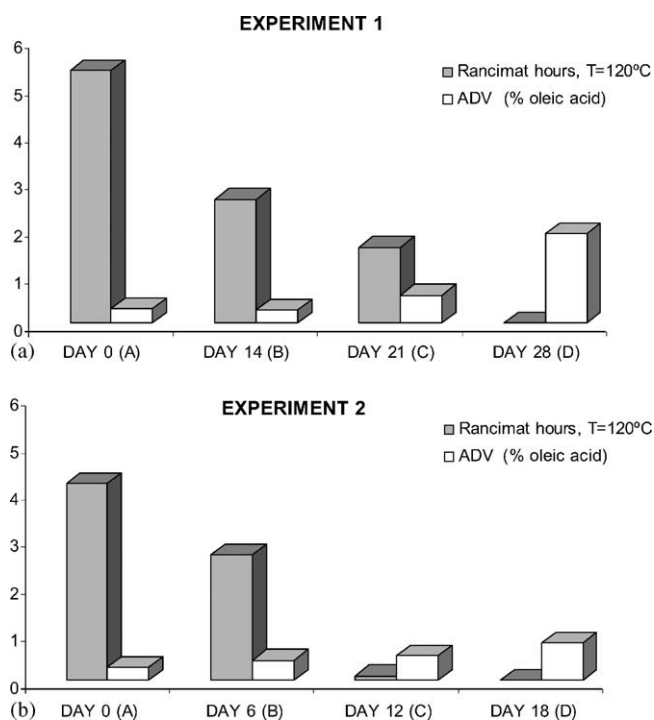 EXPERIMENT 1
6
5
4
3
2
1
0
Rancimat hours, T=120ºC
ADV (% oleic acid)
(a) DAY 0 (A) DAY 14 (B) DAY 21 (C) DAY 28 (D)
EXPERIMENT 2
6
5
4
3
2
1
0
Rancimat hours, T=120ºC
ADV (% oleic acid)
(b) DAY 0 (A) DAY 6 (B) DAY 12 (C) DAY 18 (D)